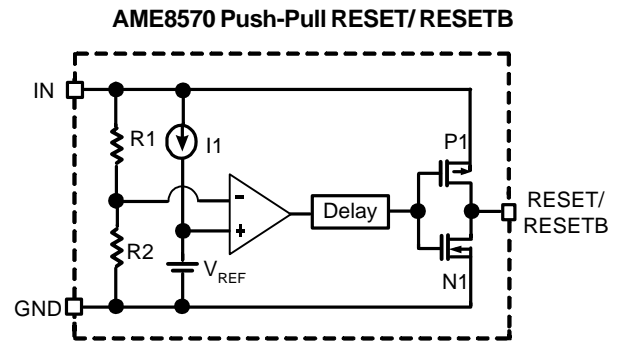 AME8570 Push-Pull RESET/ RESETB
IN
R1
I1
P1
-
+
Delay
RESET/
RESETB
R2
VREF
N1
GND